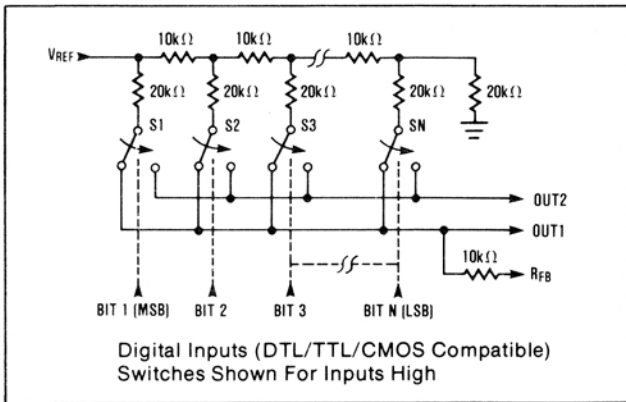 10kΩ 10kΩ 10kΩ
VREF
20kΩ 20kΩ 20kΩ 20kΩ 20kΩ
S1 S2 S3 SN
OUT2
OUT1
10kΩ
RFB
BIT 1 (MSB) BIT 2 BIT 3 BIT N (LSB)
Digital Inputs (DTL/TTL/CMOS Compatible)
Switches Shown For Inputs High